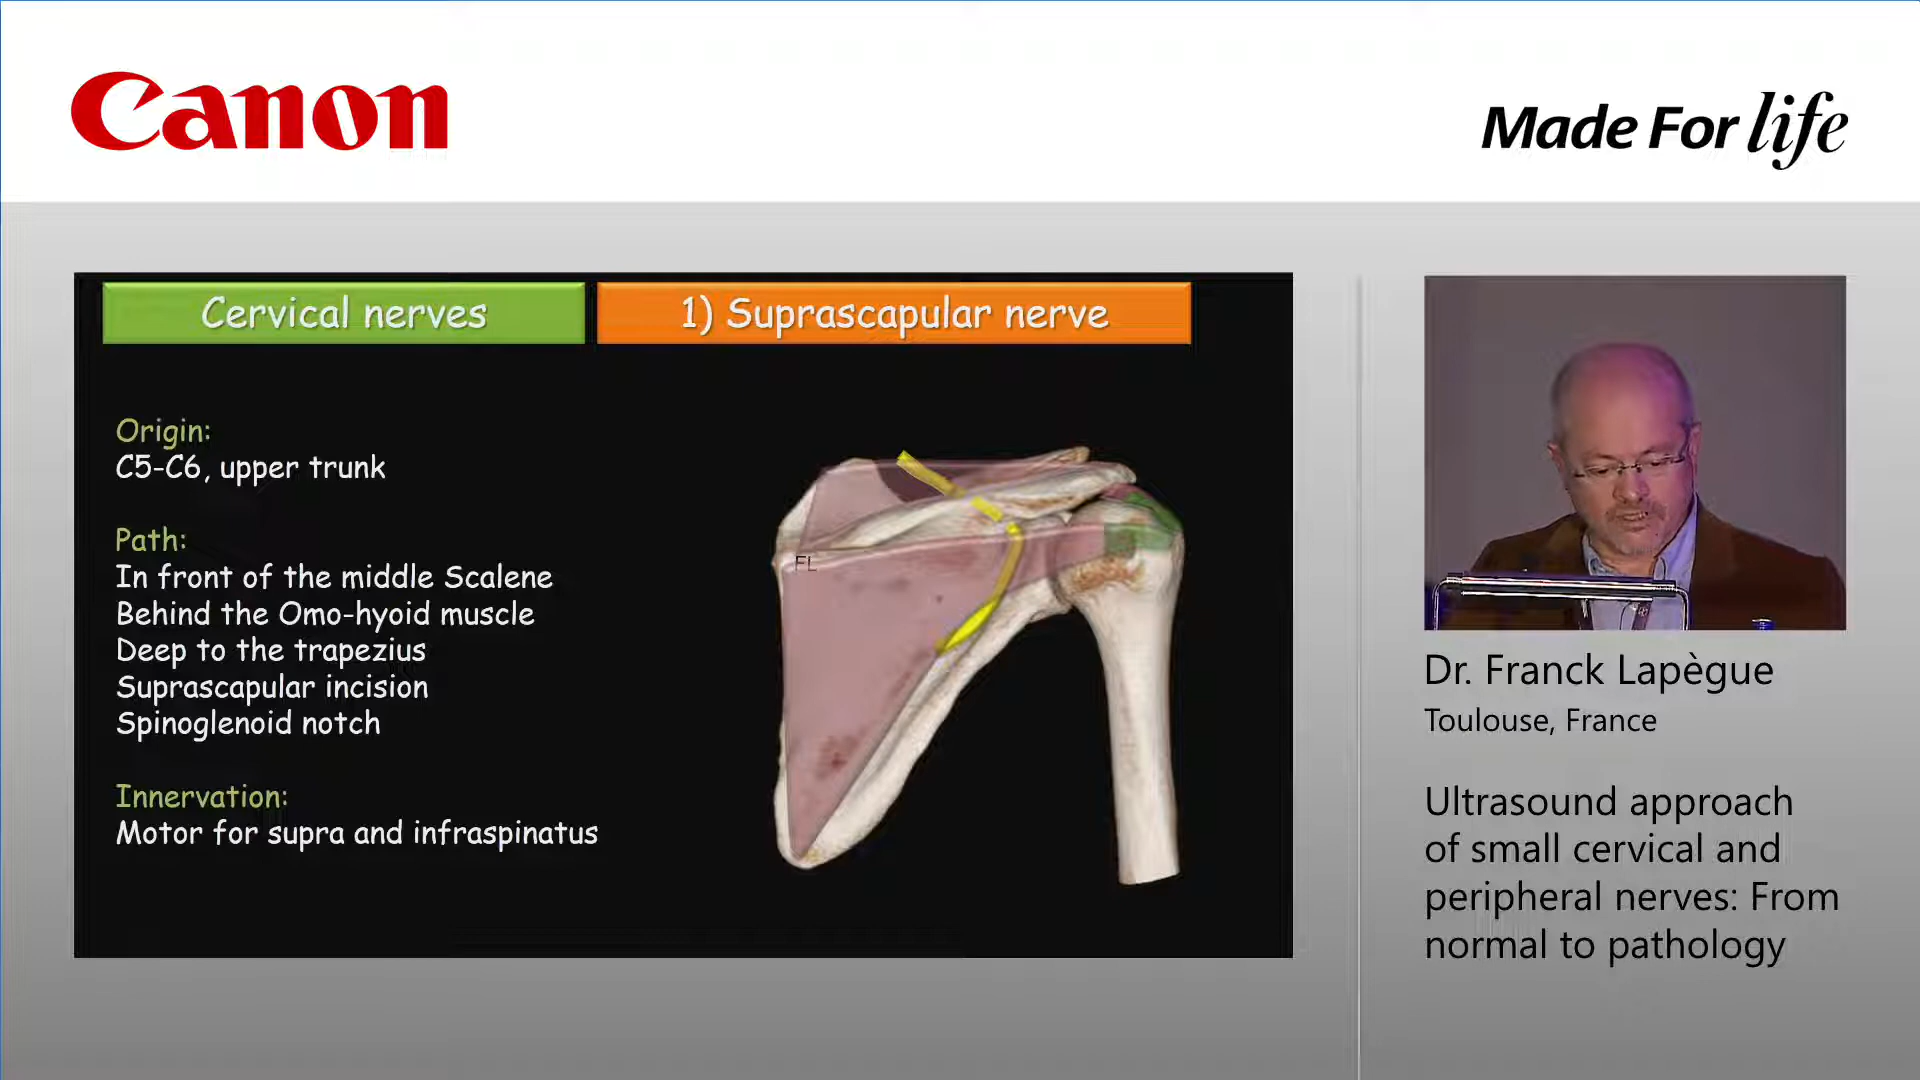 Canon
Made For life
Cervical nerves
1) Suprascapular nerve
Origin:
C5-C6, upper trunk
Path:
In front of the middle Scalene
Behind the Omo-hyoid muscle
Deep to the trapezius
Suprascapular incision
Spinoglenoid notch
Innervation:
Motor for supra and infraspinatus
FL
Dr. Franck Lapègue
Toulouse, France
Ultrasound approach
of small cervical and
peripheral nerves: From
normal to pathology